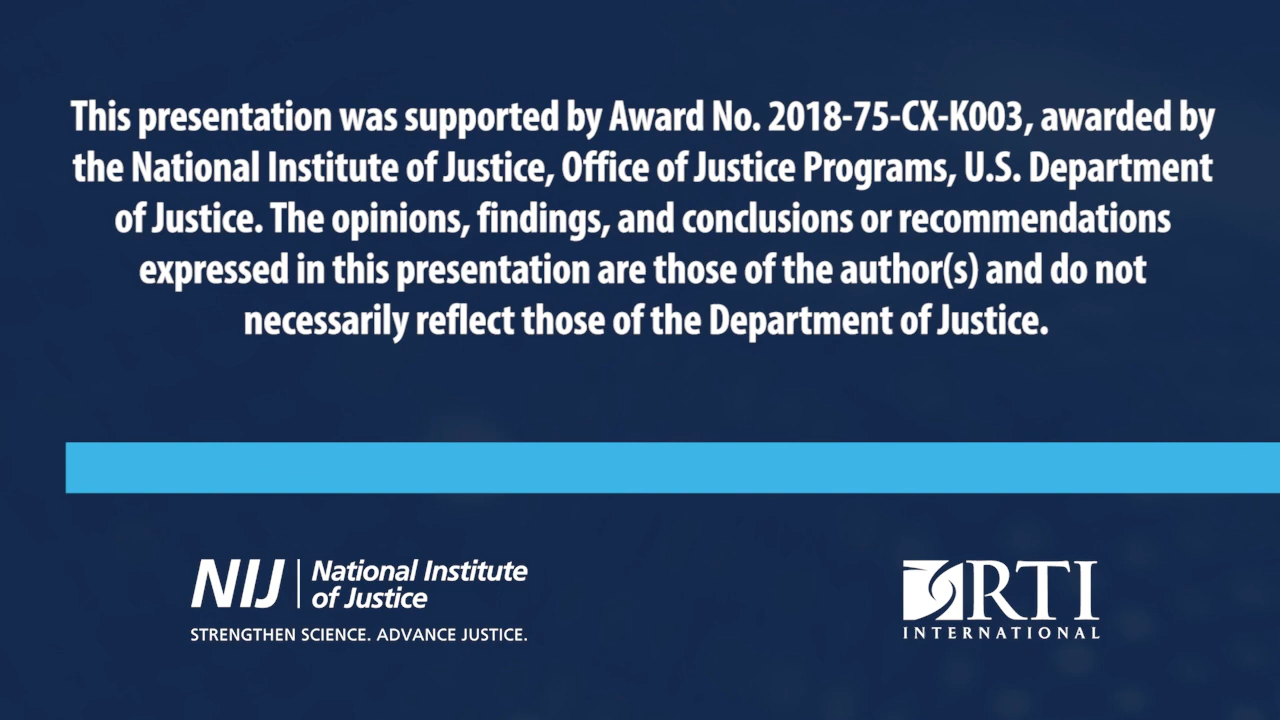 This presentation was supported by Award No. 2018-75-CX-K003, awarded by
the National Institute of Justice, Office of Justice Programs, U.S. Department
of Justice. The opinions, findings, and conclusions or recommendations
expressed in this presentation are those of the author(s) and do not
necessarily reflect those of the Department of Justice.
NIJ National Institute
of Justice
STRENGTHEN SCIENCE. ADVANCE JUSTICE.
RTI
INTERNATIONAL